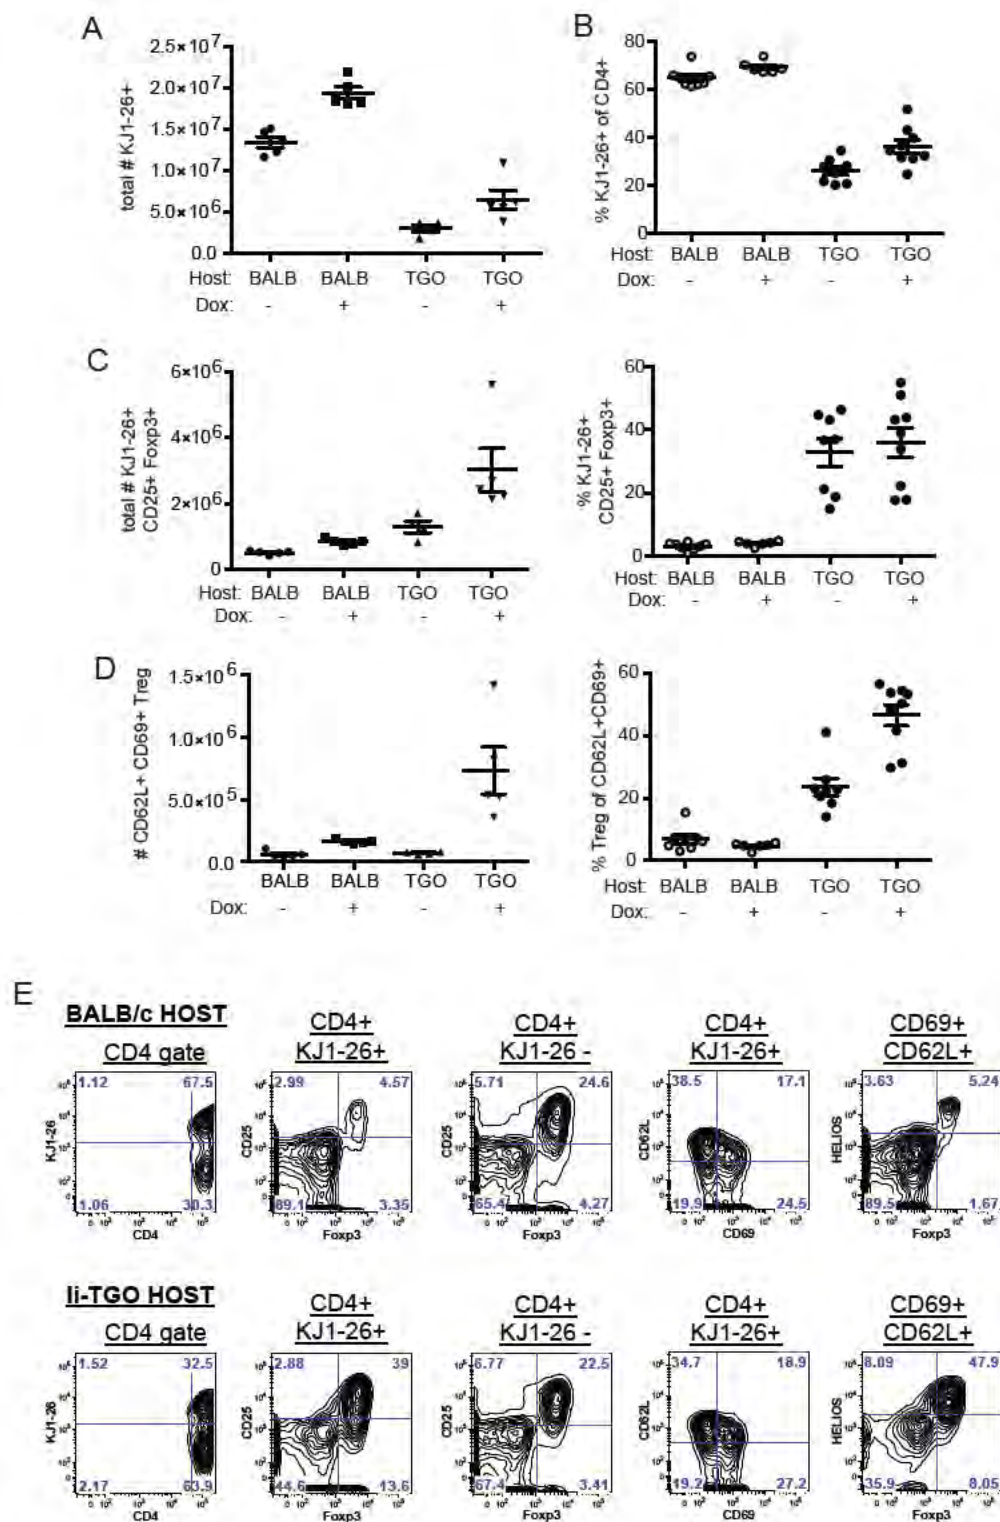 A
total # KJ1-26+
2.5×10⁷
2.0×10⁷
1.5×10⁷
1.0×10⁷
5.0×10⁶
0.0
Host: BALB BALB TGO TGO
Dox: - + - +
B
% KJ1-26+ of CD4+
80
60
40
20
0
Host: BALB BALB TGO TGO
Dox: - + - +
C
total # KJ1-26+
CD25+ Foxp3+
6×10⁶
4×10⁶
2×10⁶
0
Host: BALB BALB TGO TGO
Dox: - + - +
% KJ1-26+
CD25+ Foxp3+
60
40
20
0
Host: BALB BALB TGO TGO
Dox: - + - +
D
# CD62L+ CD69+ Treg
1.5×10⁶
1.0×10⁶
5.0×10⁵
0.0
BALB BALB TGO TGO
Dox: - + - +
% Treg of CD62L+CD69+
60
40
20
0
Host: BALB BALB TGO TGO
Dox: - + - +
E
BALB/c HOST
CD4 gate
1.12 67.5
KJ1-26
1.06 30.3
CD4
CD4+
KJ1-26+
2.99 4.57
CD25
89.1 3.35
Foxp3
CD4+
KJ1-26 -
5.71 24.6
CD25
65.4 4.27
Foxp3
CD4+
KJ1-26+
38.5 17.1
CD62L
19.9 24.5
CD69
CD69+
CD62L+
3.63 5.24
HELIOS
89.5 1.67
Foxp3
Ii-TGO HOST
CD4 gate
1.52 32.5
KJ1-26
2.17 63.9
CD4
CD4+
KJ1-26+
2.88 39
CD25
44.6 13.6
Foxp3
CD4+
KJ1-26 -
6.77 22.5
CD25
67.4 3.41
Foxp3
CD4+
KJ1-26+
34.7 18.9
CD62L
19.2 27.2
CD69
CD69+
CD62L+
8.09 47.9
HELIOS
35.9 8.05
Foxp3